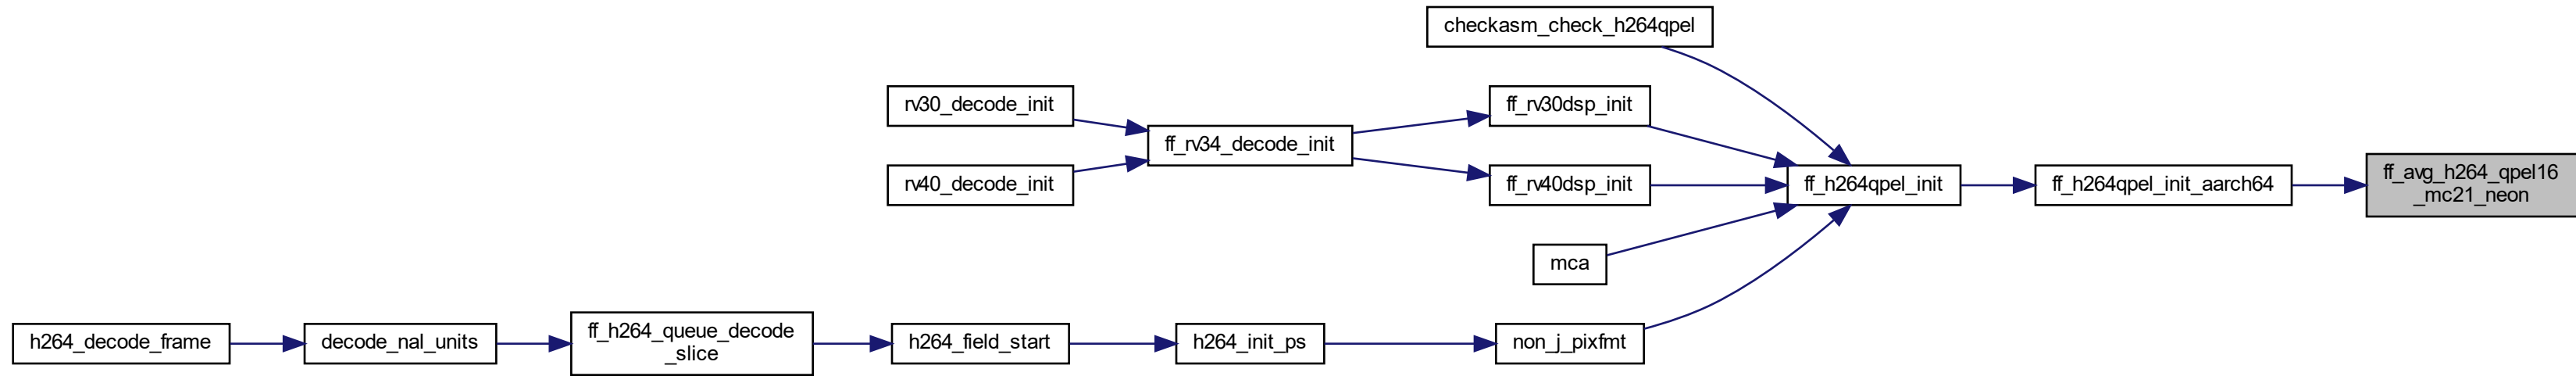 checkasm_check_h264qpel
rv30_decode_init
ff_rv30dsp_init
ff_rv34_decode_init
rv40_decode_init
ff_rv40dsp_init
ff_h264qpel_init
ff_h264qpel_init_aarch64
ff_avg_h264_qpel16
_mc21_neon
mca
h264_decode_frame
decode_nal_units
ff_h264_queue_decode
_slice
h264_field_start
h264_init_ps
non_j_pixfmt